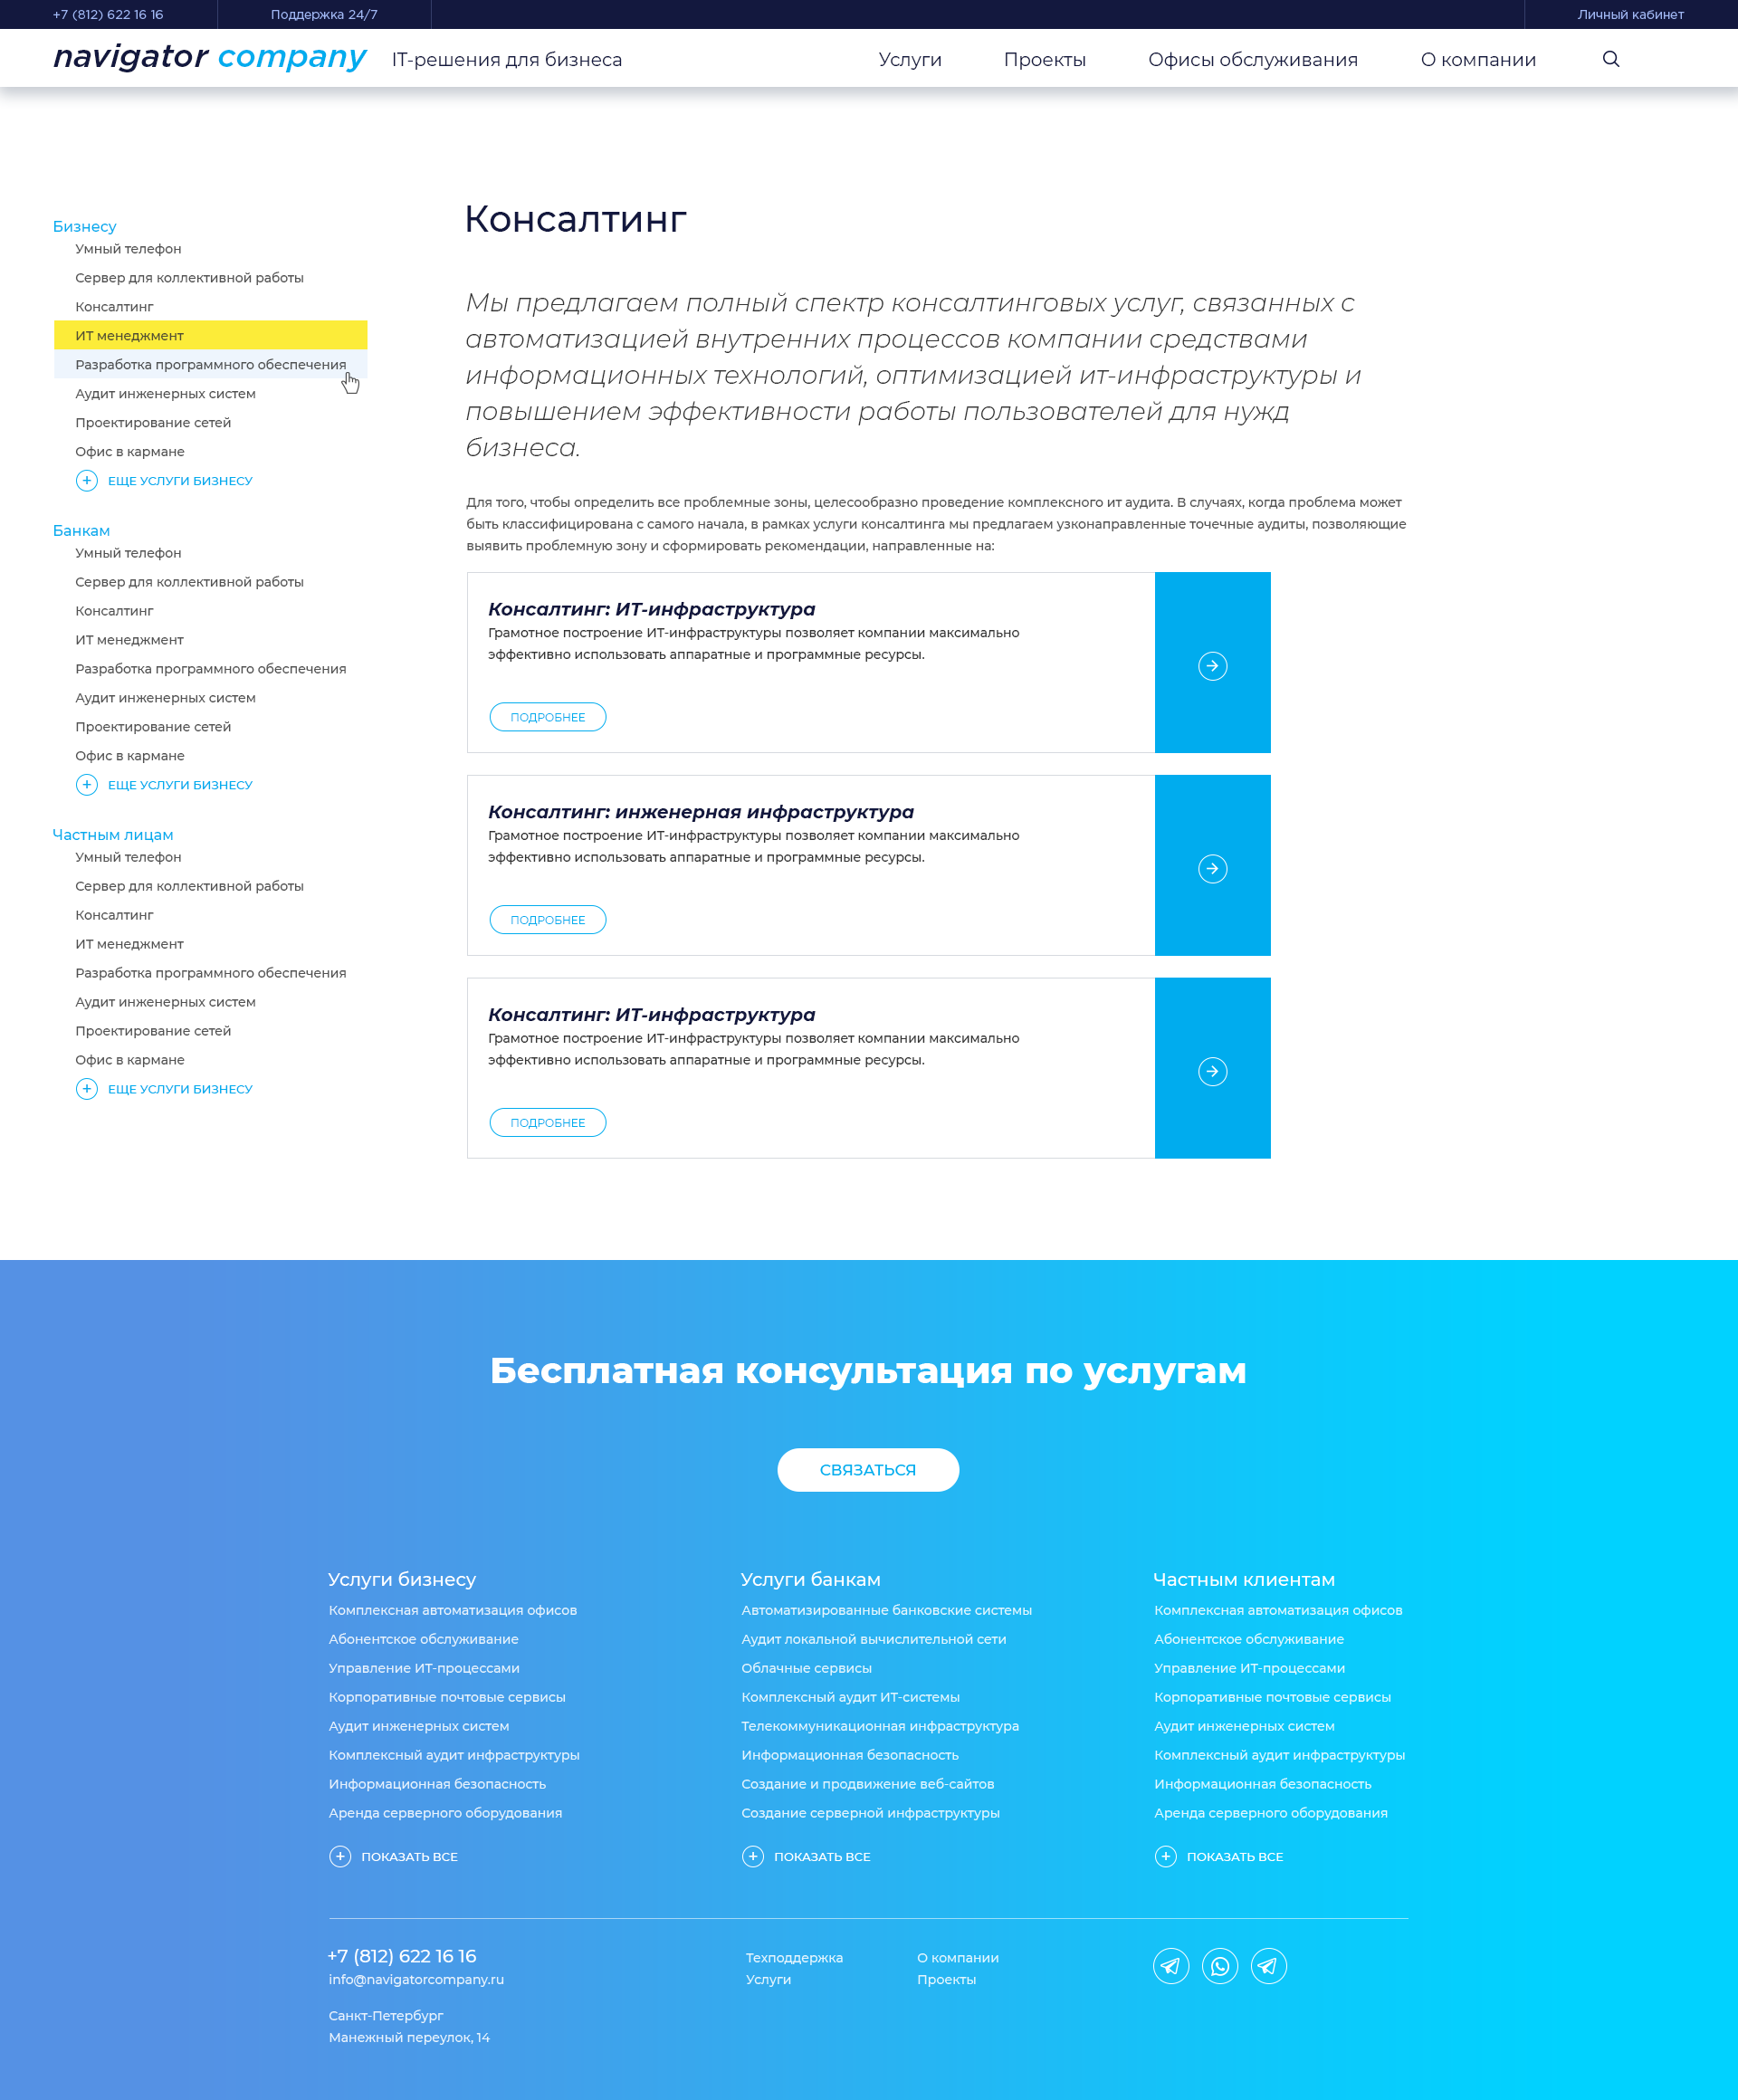 +7 (812) 622 16 16
Поддержка 24/7
Личный кабинет
navigator company
IT-решения для бизнеса
Услуги
Проекты
Офисы обслуживания
О компании
Бизнесу
Умный телефон
Сервер для коллективной работы
Консалтинг
ИТ менеджмент
Разработка программного обеспечения
Аудит инженерных систем
Проектирование сетей
Офис в кармане
ЕЩЕ УСЛУГИ БИЗНЕСУ
Банкам
Умный телефон
Сервер для коллективной работы
Консалтинг
ИТ менеджмент
Разработка программного обеспечения
Аудит инженерных систем
Проектирование сетей
Офис в кармане
ЕЩЕ УСЛУГИ БИЗНЕСУ
Частным лицам
Умный телефон
Сервер для коллективной работы
Консалтинг
ИТ менеджмент
Разработка программного обеспечения
Аудит инженерных систем
Проектирование сетей
Офис в кармане
ЕЩЕ УСЛУГИ БИЗНЕСУ
Консалтинг
Мы предлагаем полный спектр консалтинговых услуг, связанных с
автоматизацией внутренних процессов компании средствами
информационных технологий, оптимизацией ит-инфраструктуры и
повышением эффективности работы пользователей для нужд
бизнеса.
Для того, чтобы определить все проблемные зоны, целесообразно проведение комплексного ит аудита. В случаях, когда проблема может
быть классифицирована с самого начала, в рамках услуги консалтинга мы предлагаем узконаправленные точечные аудиты, позволяющие
выявить проблемную зону и сформировать рекомендации, направленные на:
Консалтинг: ИТ-инфраструктура
Грамотное построение ИТ-инфраструктуры позволяет компании максимально
эффективно использовать аппаратные и программные ресурсы.
ПОДРОБНЕЕ
Консалтинг: инженерная инфраструктура
Грамотное построение ИТ-инфраструктуры позволяет компании максимально
эффективно использовать аппаратные и программные ресурсы.
ПОДРОБНЕЕ
Консалтинг: ИТ-инфраструктура
Грамотное построение ИТ-инфраструктуры позволяет компании максимально
эффективно использовать аппаратные и программные ресурсы.
ПОДРОБНЕЕ
Бесплатная консультация по услугам
СВЯЗАТЬСЯ
Услуги бизнесу
Комплексная автоматизация офисов
Абонентское обслуживание
Управление ИТ-процессами
Корпоративные почтовые сервисы
Аудит инженерных систем
Комплексный аудит инфраструктуры
Информационная безопасность
Аренда серверного оборудования
ПОКАЗАТЬ ВСЕ
Услуги банкам
Автоматизированные банковские системы
Аудит локальной вычислительной сети
Облачные сервисы
Комплексный аудит ИТ-системы
Телекоммуникационная инфраструктура
Информационная безопасность
Создание и продвижение веб-сайтов
Создание серверной инфраструктуры
ПОКАЗАТЬ ВСЕ
Частным клиентам
Комплексная автоматизация офисов
Абонентское обслуживание
Управление ИТ-процессами
Корпоративные почтовые сервисы
Аудит инженерных систем
Комплексный аудит инфраструктуры
Информационная безопасность
Аренда серверного оборудования
ПОКАЗАТЬ ВСЕ
+7 (812) 622 16 16
info@navigatorcompany.ru
Санкт-Петербург
Манежный переулок, 14
Техподдержка
Услуги
О компании
Проекты